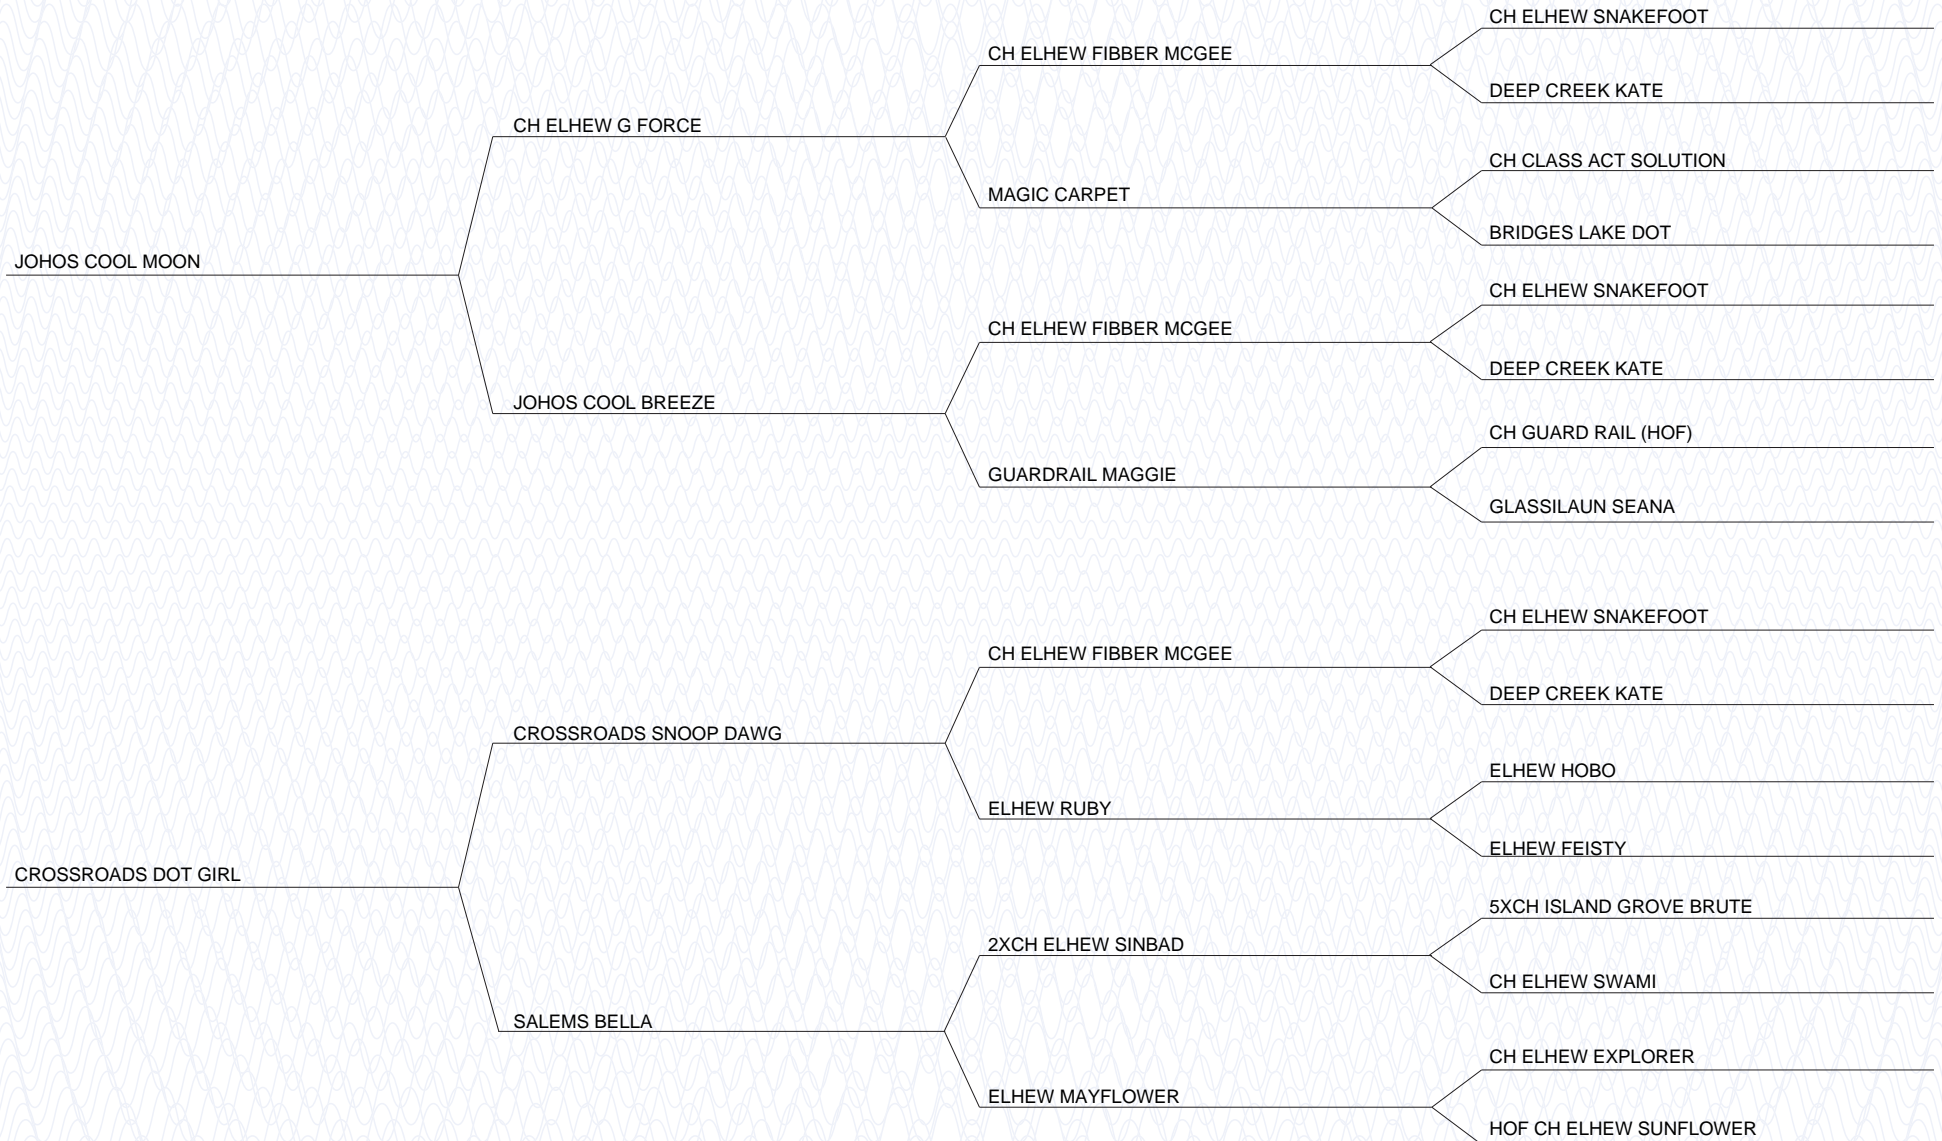 CH ELHEW SNAKEFOOT
CH ELHEW FIBBER MCGEE
DEEP CREEK KATE
CH ELHEW G FORCE
CH CLASS ACT SOLUTION
MAGIC CARPET
BRIDGES LAKE DOT
JOHOS COOL MOON
CH ELHEW SNAKEFOOT
CH ELHEW FIBBER MCGEE
DEEP CREEK KATE
JOHOS COOL BREEZE
CH GUARD RAIL (HOF)
GUARDRAIL MAGGIE
GLASSILAUN SEANA
CH ELHEW SNAKEFOOT
CH ELHEW FIBBER MCGEE
DEEP CREEK KATE
CROSSROADS SNOOP DAWG
ELHEW HOBO
ELHEW RUBY
ELHEW FEISTY
CROSSROADS DOT GIRL
5XCH ISLAND GROVE BRUTE
2XCH ELHEW SINBAD
CH ELHEW SWAMI
SALEMS BELLA
CH ELHEW EXPLORER
ELHEW MAYFLOWER
HOF CH ELHEW SUNFLOWER